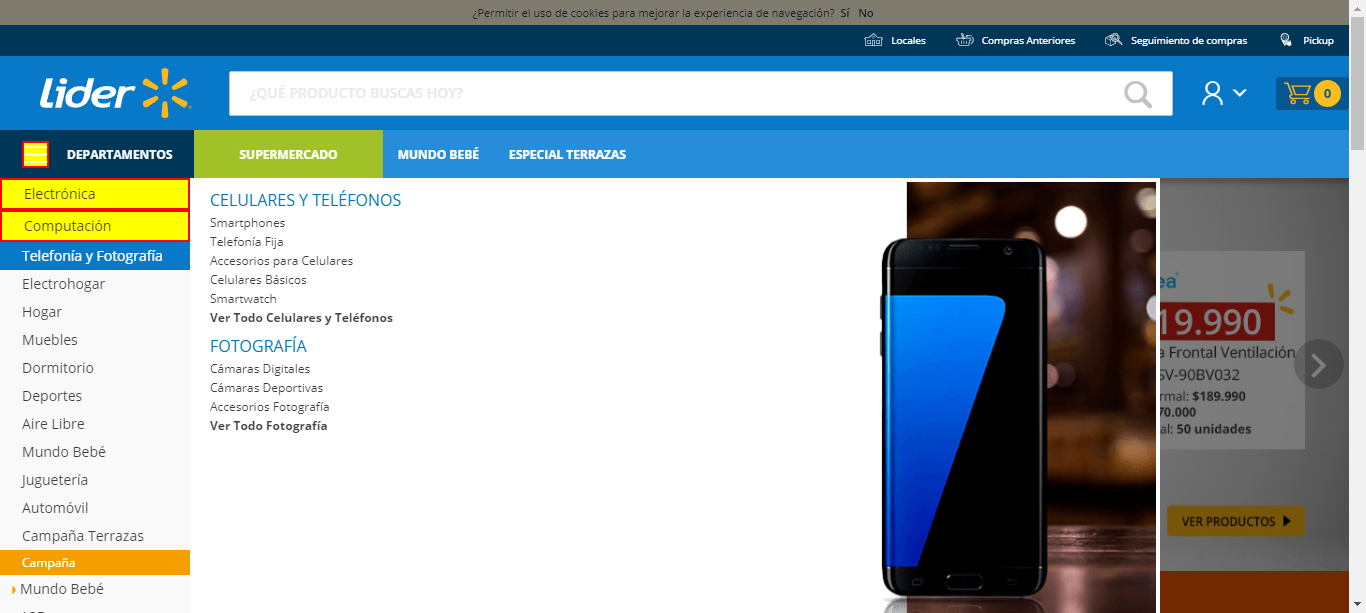 ¿Permitir el uso de cookies para mejorar la experiencia de navegación? Sí No
Locales Compras Anteriores Seguimiento de compras Pickup
lider
¿QUÉ PRODUCTO BUSCAS HOY?
0
DEPARTAMENTOS SUPERMERCADO MUNDO BEBÉ ESPECIAL TERRAZAS
Electrónica
Computación
Telefonía y Fotografía
Electrohogar
Hogar
Muebles
Dormitorio
Deportes
Aire Libre
Mundo Bebé
Juguetería
Automóvil
Campaña Terrazas
Campaña
Mundo Bebé
CELULARES Y TELÉFONOS
Smartphones
Telefonía Fija
Accesorios para Celulares
Celulares Básicos
Smartwatch
Ver Todo Celulares y Teléfonos
FOTOGRAFÍA
Cámaras Digitales
Cámaras Deportivas
Accesorios Fotografía
Ver Todo Fotografía
ea
19.990
a Frontal Ventilación
SV-90BV032
rmal: $189.990
70.000
al: 50 unidades
VER PRODUCTOS